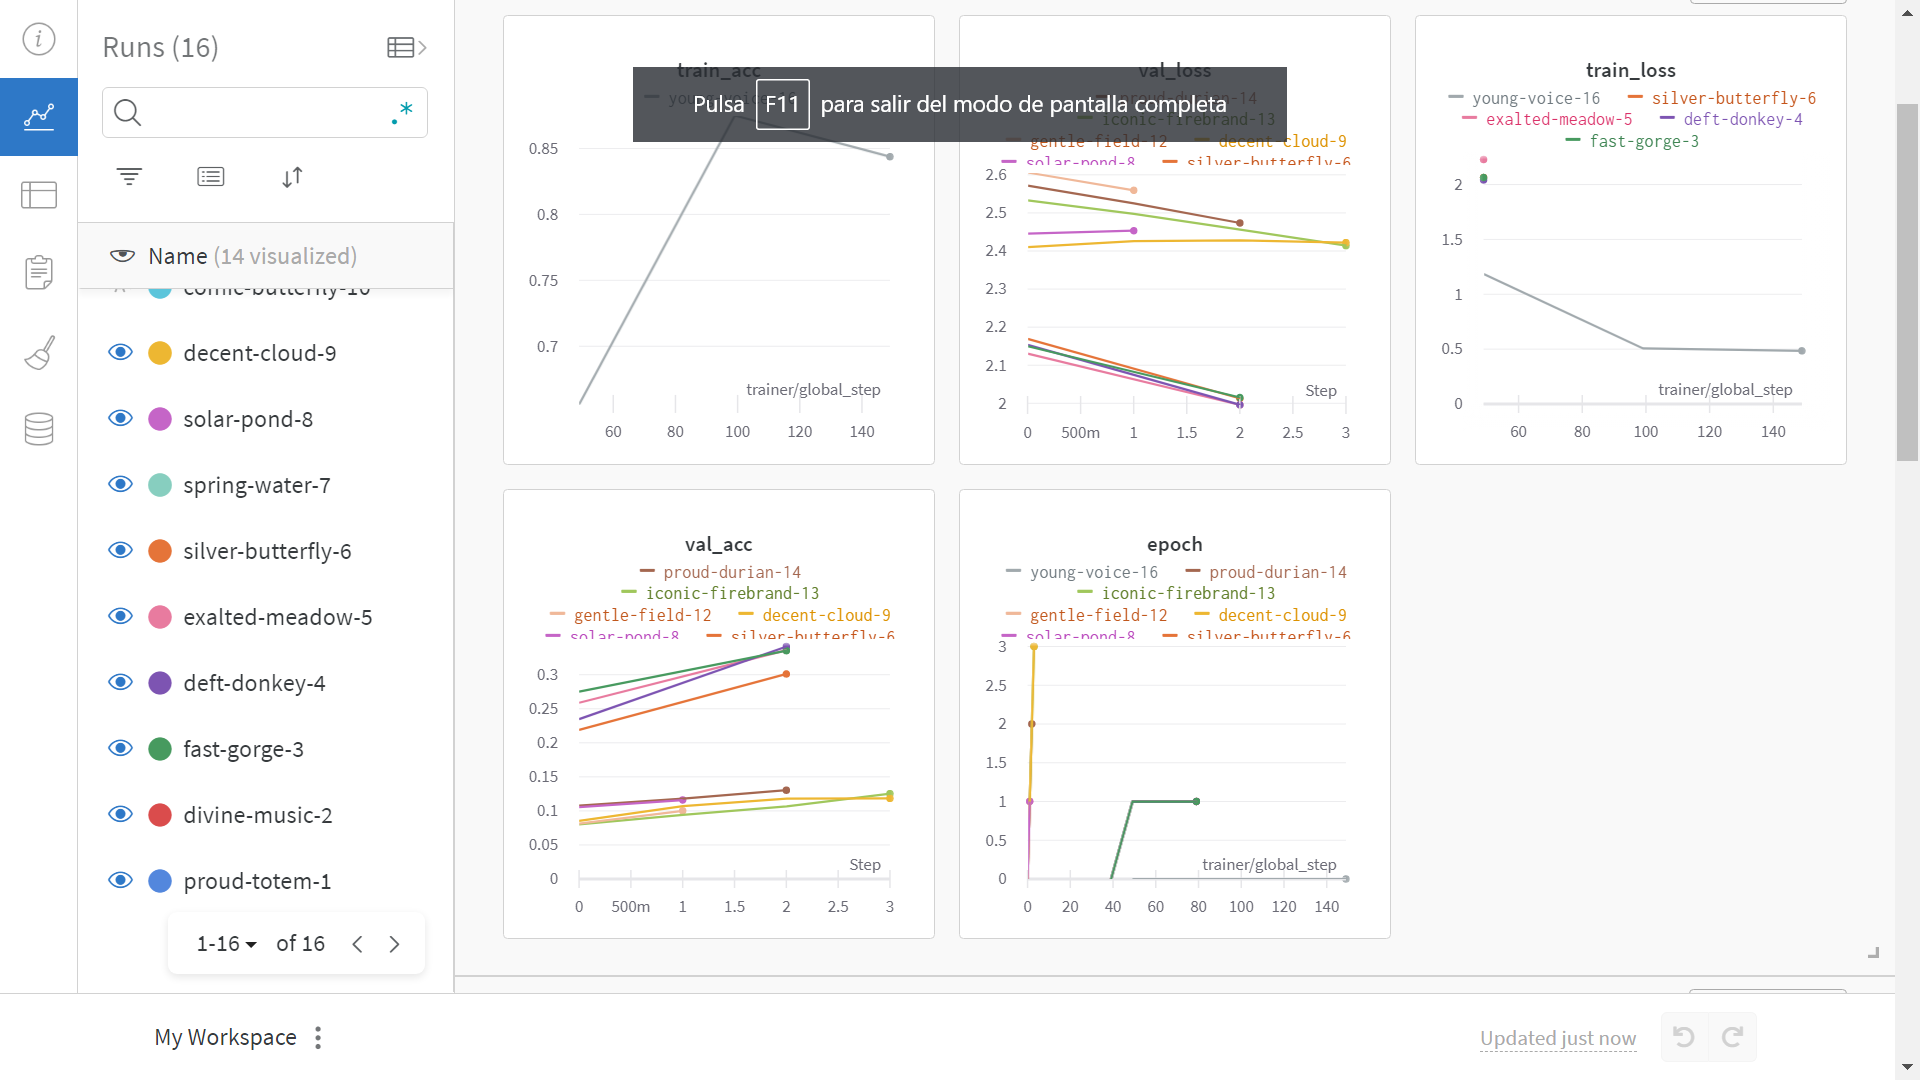 Runs (16)
.*
Name (14 visualized)
comic-butterfly-10
decent-cloud-9
solar-pond-8
spring-water-7
silver-butterfly-6
exalted-meadow-5
deft-donkey-4
fast-gorge-3
divine-music-2
proud-totem-1
1-16 of 16
Pulsa F11 para salir del modo de pantalla completa
train_acc
young-voice-16
0.85
0.8
0.75
0.7
trainer/global_step
60 80 100 120 140
val_loss
proud-durian-14
iconic-firebrand-13
gentle-field-12 decent-cloud-9
solar-pond-8 silver-butterfly-6
2.6
2.5
2.4
2.3
2.2
2.1
2
Step
0 500m 1 1.5 2 2.5 3
train_loss
young-voice-16 silver-butterfly-6
exalted-meadow-5 deft-donkey-4
fast-gorge-3
2
1.5
1
0.5
0
trainer/global_step
60 80 100 120 140
val_acc
proud-durian-14
iconic-firebrand-13
gentle-field-12 decent-cloud-9
solar-pond-8 silver-butterfly-6
0.3
0.25
0.2
0.15
0.1
0.05
0
Step
0 500m 1 1.5 2 2.5 3
epoch
young-voice-16 proud-durian-14
iconic-firebrand-13
gentle-field-12 decent-cloud-9
solar-pond-8 silver-butterfly-6
3
2.5
2
1.5
1
0.5
0
trainer/global_step
0 20 40 60 80 100 120 140
My Workspace
Updated just now